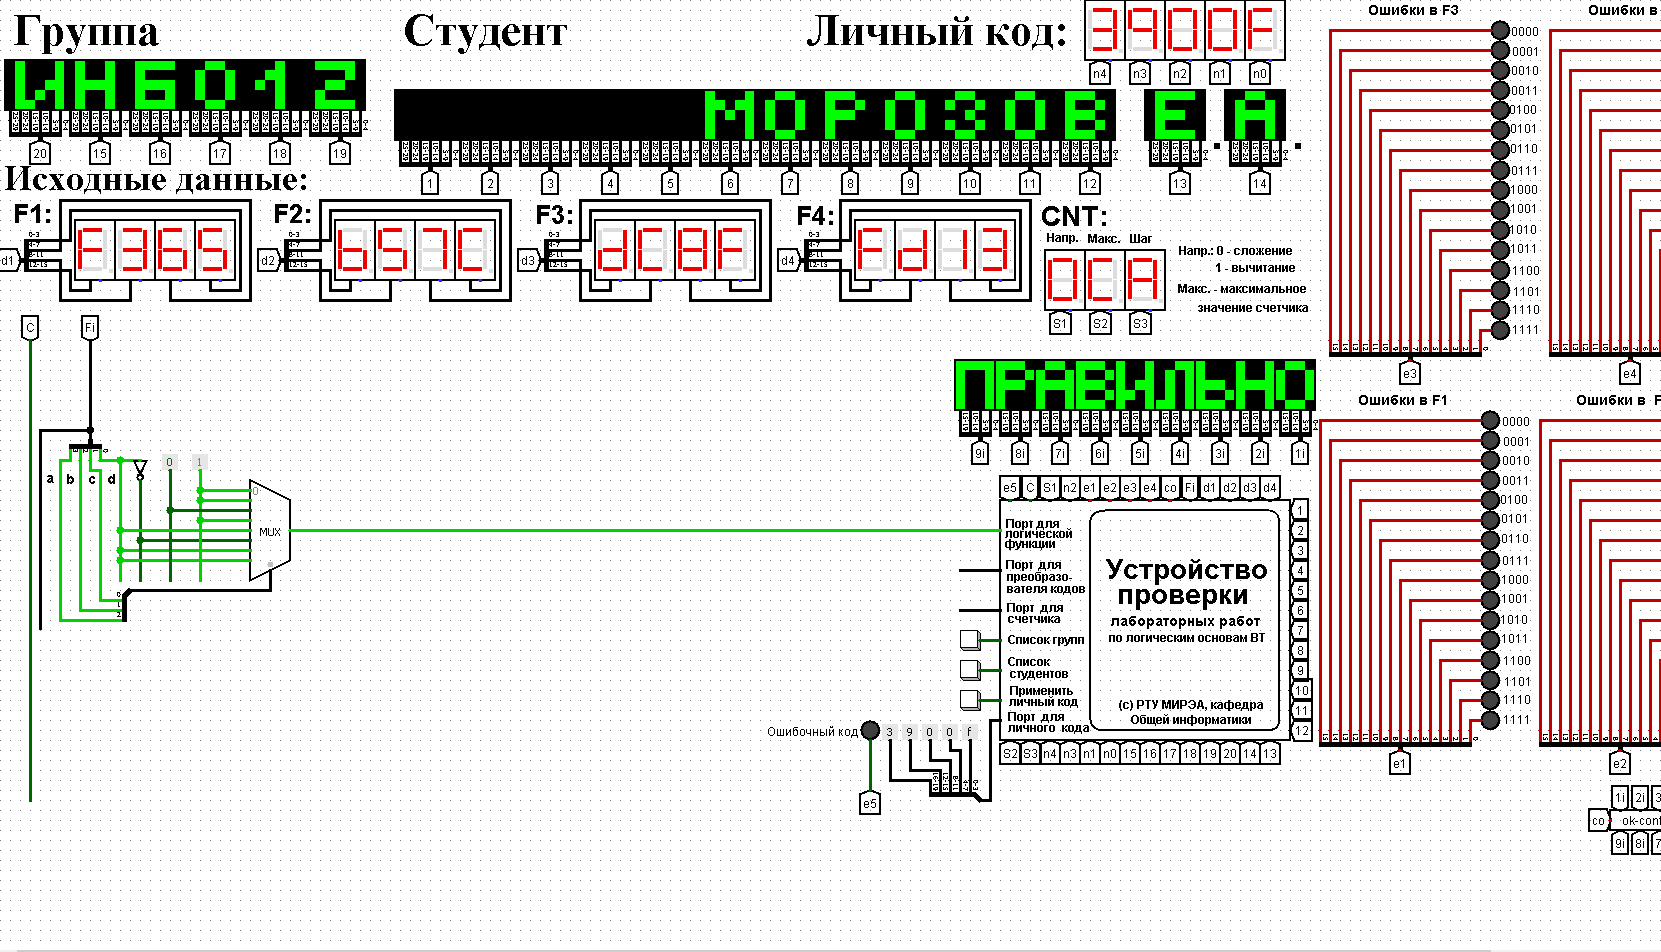 Группа
Студент
Личный код:
3900F
n4 n3 n2 n1 n0
ИНБО12
МОРОЗОВ Е. А.
20 15 16 17 18 19
1 2 3 4 5 6 7 8 9 10 11 12 13 14
Исходные данные:
F1: F365
F2: b57C
F3: dC8F
F4: Fd13
CNT:
d1 d2 d3 d4
Напр. Макс. Шаг
0CA
S1 S2 S3
Напр.: 0 - сложение
1 - вычитание
Макс. - максимальное
значение счетчика
C Fi
a b c d
0 1
MUX
ПРАВИЛЬНО
9i 8i 7i 6i 5i 4i 3i 2i 1i
e5 C S1 n2 e1 e2 e3 e4 co Fi d1 d2 d3 d4
Порт для
логической
функции
Порт для
преобразо-
вателя кодов
Порт для
счетчика
Список групп
Список
студентов
Применить
личный код
Порт для
личного кода
Устройство
проверки
лабораторных работ
по логическим основам ВТ
(с) РТУ МИРЭА, кафедра
Общей информатики
1
2
3
4
5
6
7
8
9
10
11
12
S2 S3 n4 n3 n1 n0 15 16 17 18 19 20 14 13
Ошибочный код 3 9 0 0 f
e5
Ошибки в F3
0000
0001
0010
0011
0100
0101
0110
0111
1000
1001
1010
1011
1100
1101
1110
1111
e3
Ошибки в
e4
Ошибки в F1
0000
0001
0010
0011
0100
0101
0110
0111
1000
1001
1010
1011
1100
1101
1110
1111
e1
Ошибки в F
e2
1i 2i 3
co ok-cont
9i 8i 7